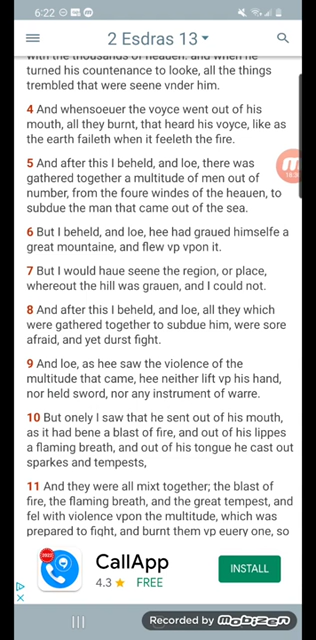 6:22
2 Esdras 13
with the thousands of heauen. and when he
turned his countenance to looke, all the things
trembled that were seene vnder him.
4 And whensoeuer the voyce went out of his
mouth, all they burnt, that heard his voyce, like as
the earth faileth when it feeleth the fire.
5 And after this I beheld, and loe, there was
gathered together a multitude of men out of
number, from the foure windes of the heauen, to
subdue the man that came out of the sea.
6 But I beheld, and loe, hee had graued himselfe a
great mountaine, and flew vp vpon it.
7 But I would haue seene the region, or place,
whereout the hill was grauen, and I could not.
8 And after this I beheld, and loe, all they which
were gathered together to subdue him, were sore
afraid, and yet durst fight.
9 And loe, as hee saw the violence of the
multitude that came, hee neither lift vp his hand,
nor held sword, nor any instrument of warre.
10 But onely I saw that he sent out of his mouth,
as it had bene a blast of fire, and out of his lippes
a flaming breath, and out of his tongue he cast out
sparkes and tempests,
11 And they were all mixt together; the blast of
fire, the flaming breath, and the great tempest, and
fel with violence vpon the multitude, which was
prepared to fight, and burnt them vp euery one, so
CallApp
4.3 ★ FREE
INSTALL
Recorded by mobizen